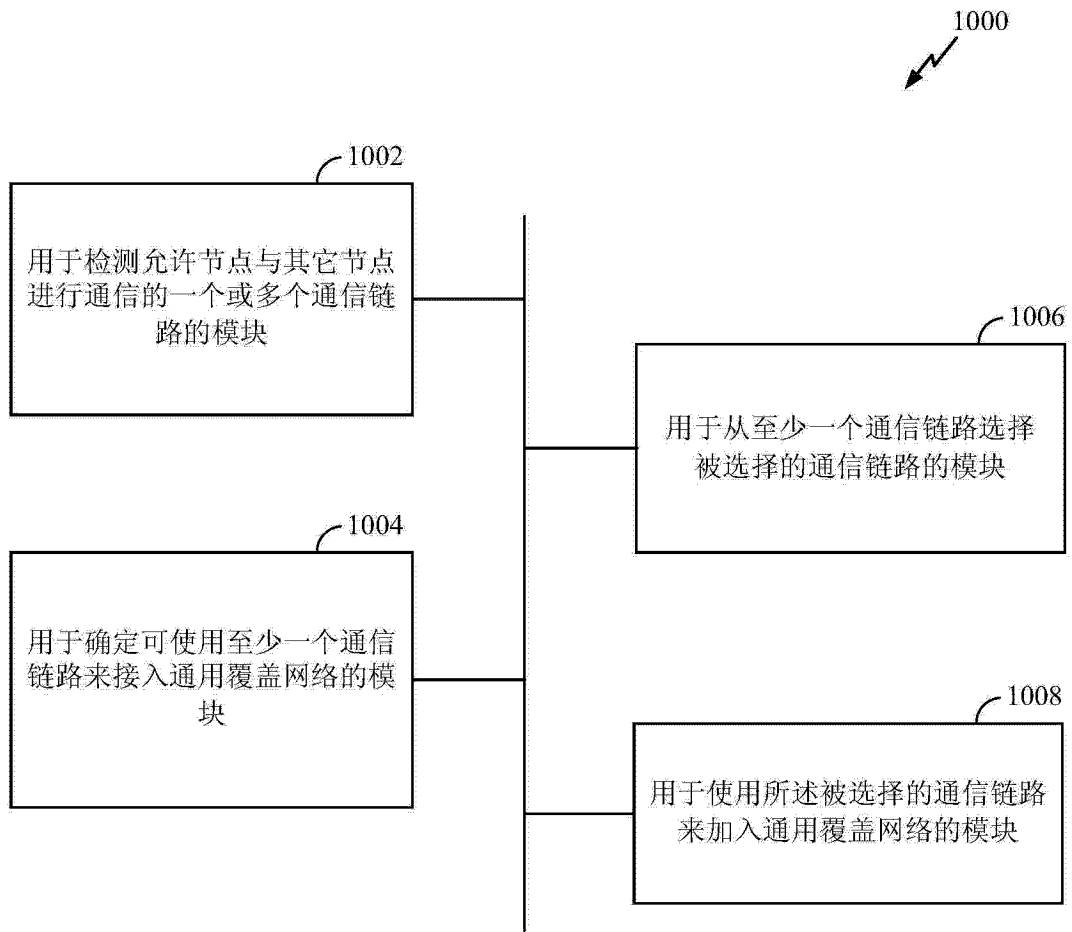 1000
1002
用于检测允许节点与其它节点
进行通信的一个或多个通信链
路的模块
1006
用于从至少一个通信链路选择
被选择的通信链路的模块
1004
用于确定可使用至少一个通信
链路来接入通用覆盖网络的模
块
1008
用于使用所述被选择的通信链路
来加入通用覆盖网络的模块